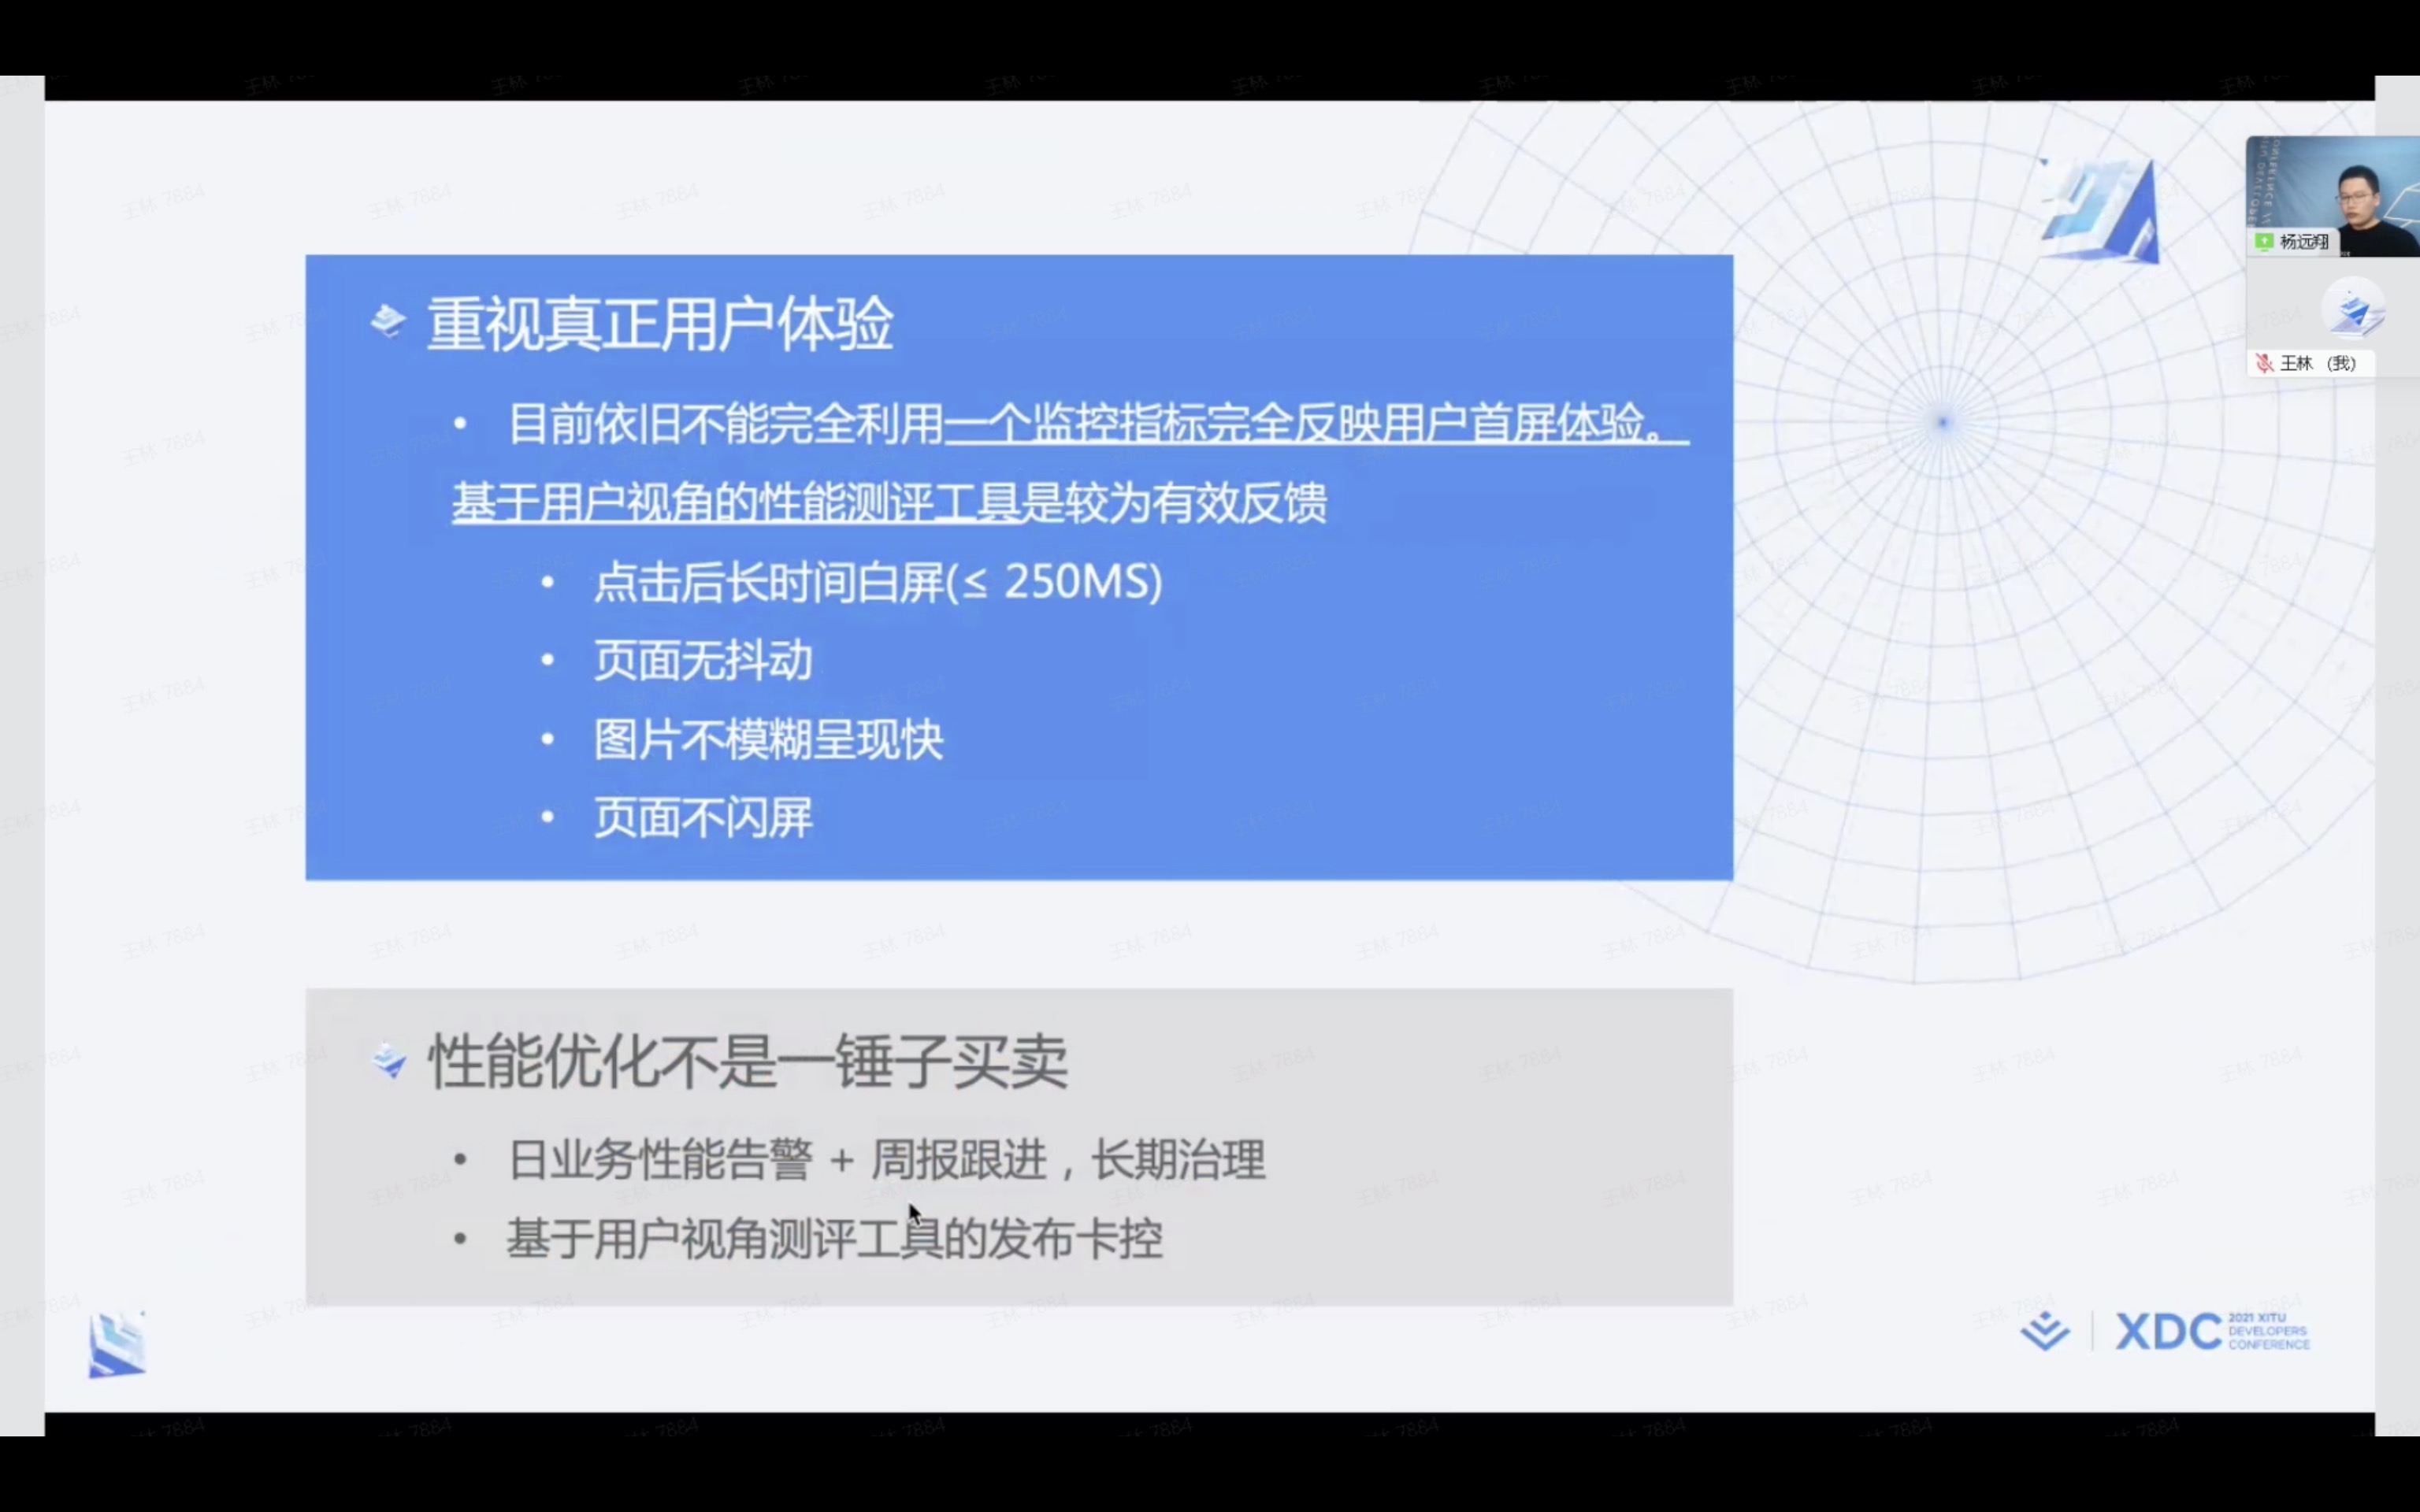 重视真正用户体验
• 目前依旧不能完全利用一个监控指标完全反映用户首屏体验。
基于用户视角的性能测评工具是较为有效反馈
• 点击后长时间白屏(≤ 250MS)
• 页面无抖动
• 图片不模糊呈现快
• 页面不闪屏
性能优化不是一锤子买卖
• 日业务性能告警 + 周报跟进，长期治理
• 基于用户视角测评工具的发布卡控
杨远翔
王林 (我)
XDC
2021 XITU
DEVELOPERS
CONFERENCE
王林 7884